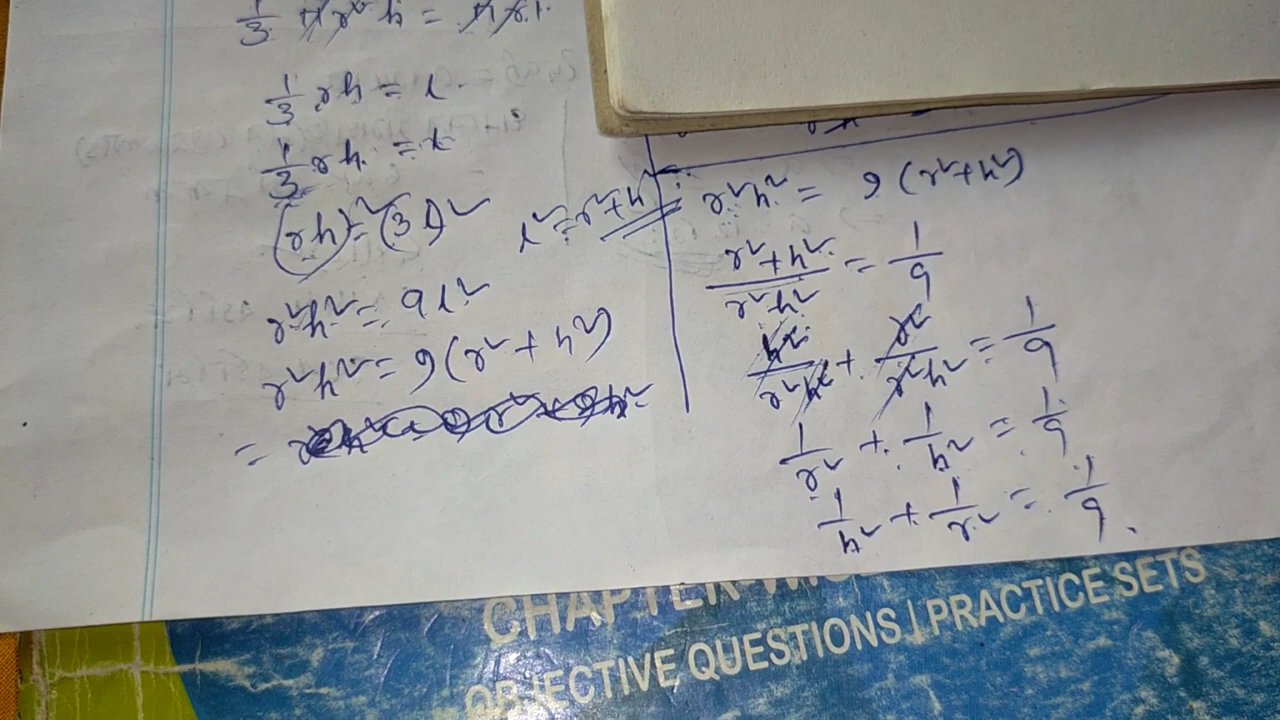 1/3 πr²h = πrl
1/3 rh = l
1/3 rh = l
(rh)² = (3l)²
l² = h²+r²
r²h² = 9l²
r²h² = 9(r²+h²)
=
r²h² = 9(r²+h²)
r²+h²/r²h² = 1/9
h²/r²h² + r²/r²h² = 1/9
1/r² + 1/h² = 1/9
1/h² + 1/r² = 1/9
OBJECTIVE QUESTIONS | PRACTICE SETS